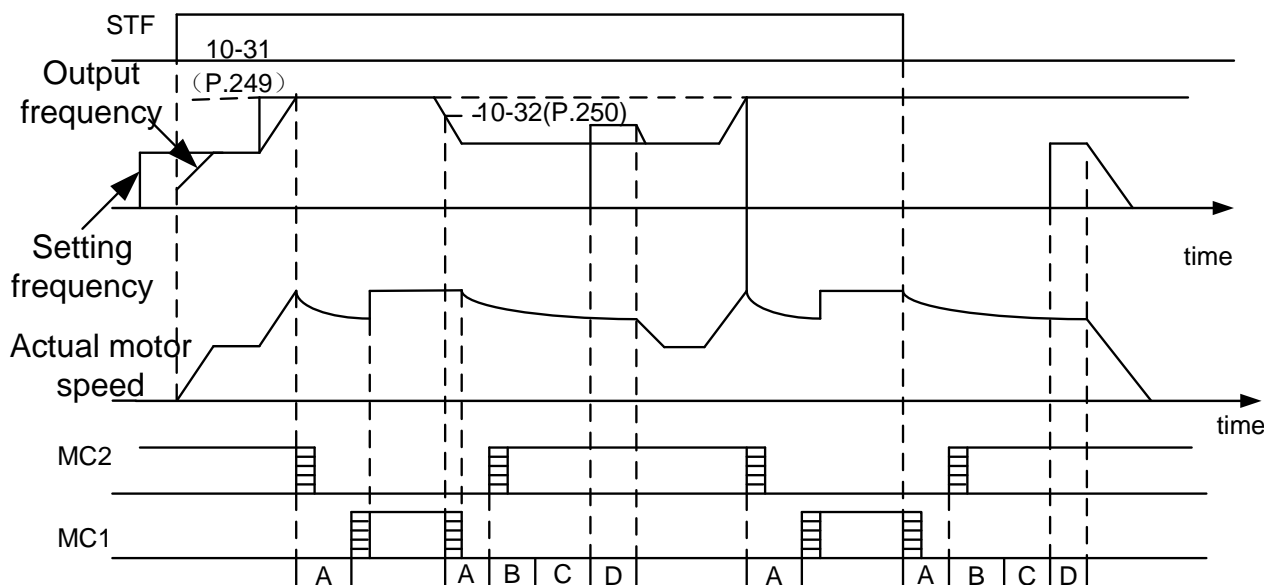 STF
10-31
（P.249）
Output
frequency
-10-32(P.250)
Setting
frequency
time
Actual motor
speed
time
MC2
MC1
A A B C D A A B C D